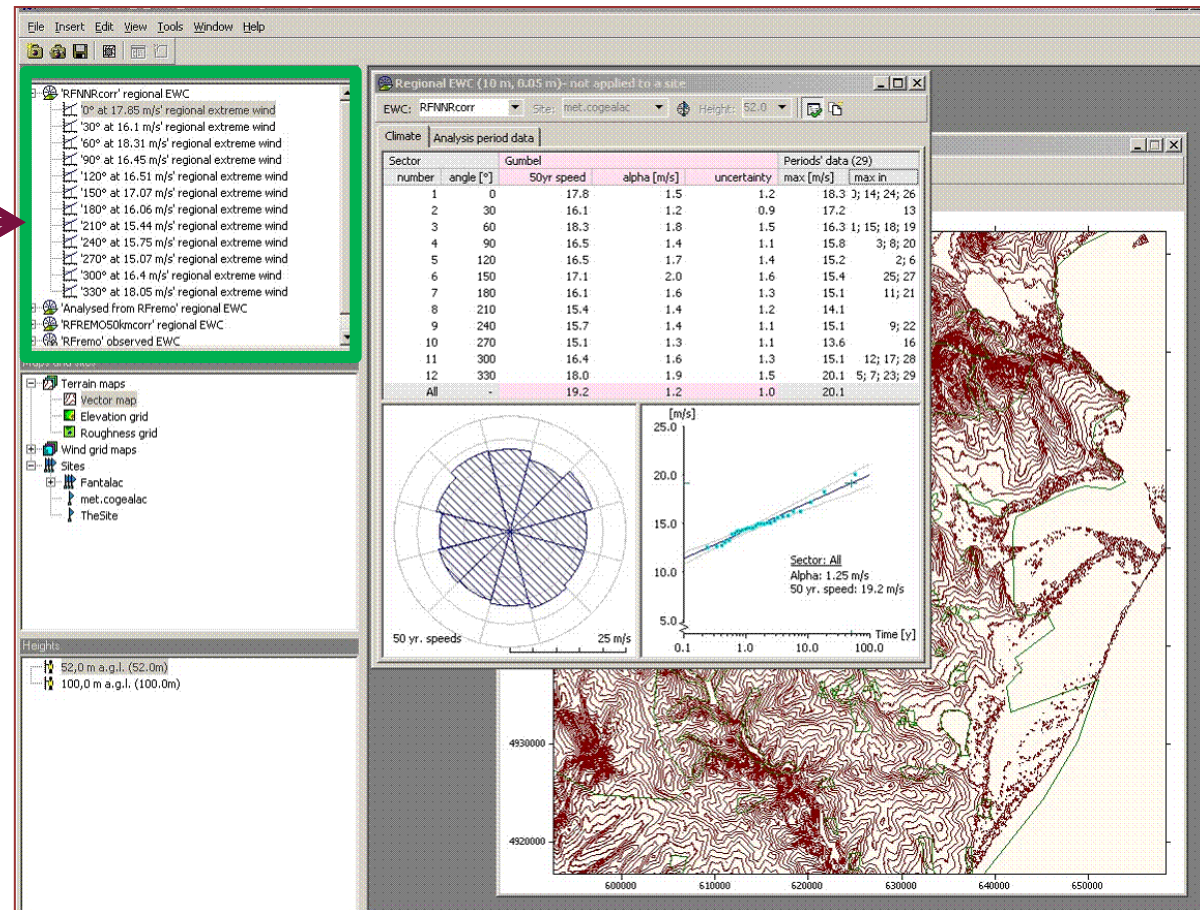 File Insert Edit View Tools Window Help
'RFNNRcorr' regional EWC
'0° at 17.85 m/s' regional extreme wind
'30° at 16.1 m/s' regional extreme wind
'60° at 18.31 m/s' regional extreme wind
'90° at 16.45 m/s' regional extreme wind
'120° at 16.51 m/s' regional extreme wind
'150° at 17.07 m/s' regional extreme wind
'180° at 16.06 m/s' regional extreme wind
'210° at 15.44 m/s' regional extreme wind
'240° at 15.75 m/s' regional extreme wind
'270° at 15.07 m/s' regional extreme wind
'300° at 16.4 m/s' regional extreme wind
'330° at 18.05 m/s' regional extreme wind
'Analysed from RFremo' regional EWC
'RFREMO50kmcorr' regional EWC
'RFremo' observed EWC
Maps and sites
Terrain maps
Vector map
Elevation grid
Roughness grid
Wind grid maps
Sites
Fantalac
met.cogealac
TheSite
Heights
52,0 m a.g.l. (52.0m)
100,0 m a.g.l. (100.0m)
Regional EWC (10 m, 0.05 m)- not applied to a site
EWC: RFNNRcorr Site: met.cogealac Height: 52.0
Climate Analysis period data
Sector Gumbel Periods' data (29)
number angle [°] 50yr speed alpha [m/s] uncertainty max [m/s] max in
1 0 17.8 1.5 1.2 18.3 ); 14; 24; 26
2 30 16.1 1.2 0.9 17.2 13
3 60 18.3 1.8 1.5 16.3 1; 15; 18; 19
4 90 16.5 1.4 1.1 15.8 3; 8; 20
5 120 16.5 1.7 1.4 15.2 2; 6
6 150 17.1 2.0 1.6 15.4 25; 27
7 180 16.1 1.6 1.3 15.1 11; 21
8 210 15.4 1.4 1.2 14.1
9 240 15.7 1.4 1.1 15.1 9; 22
10 270 15.1 1.3 1.1 13.6 16
11 300 16.4 1.6 1.3 15.1 12; 17; 28
12 330 18.0 1.9 1.5 20.1 5; 7; 23; 29
All - 19.2 1.2 1.0 20.1
50 yr. speeds 25 m/s
[m/s]
25.0
20.0
15.0
10.0
5.0
Sector: All
Alpha: 1.25 m/s
50 yr. speed: 19.2 m/s
Time [y]
0.1 1.0 10.0 100.0
4930000
4920000
600000 610000 620000 630000 640000 650000